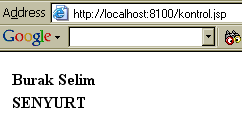 Address http://localhost:8100/kontrol.jsp
Google
Burak Selim
SENYURT